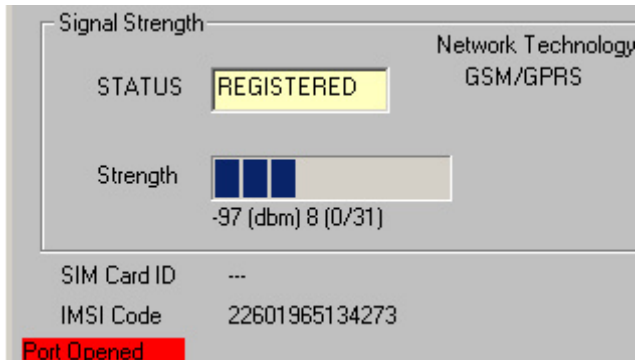 Signal Strength
Network Technology
GSM/GPRS
STATUS REGISTERED
Strength
-97 (dbm) 8 (0/31)
SIM Card ID ---
IMSI Code 22601965134273
Port Opened